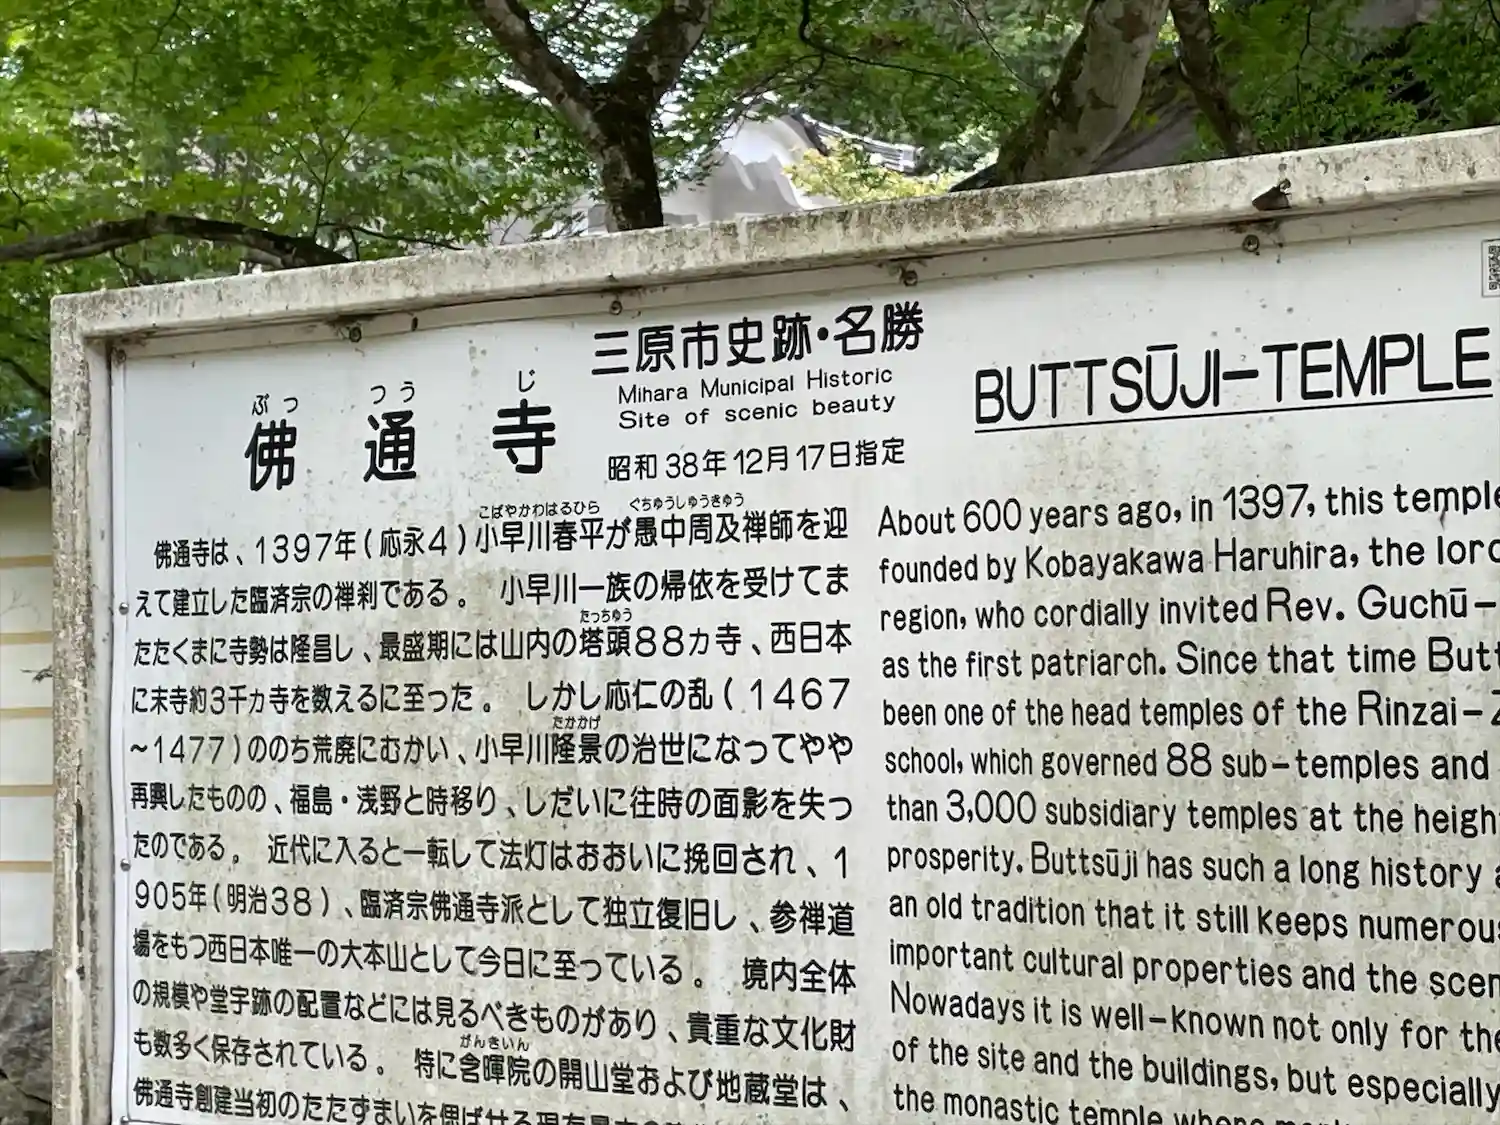 三原市史跡・名勝
Mihara Municipal Historic
Site of scenic beauty
昭和38年12月17日指定
ぶっ つう じ
佛通寺
こばやかわはるひら ぐちゅうしゅうきゅう
佛通寺は、1397年(応永4)小早川春平が愚中周及禅師を迎
えて建立した臨済宗の禅刹である。 小早川一族の帰依を受けてま
たっちゅう
たたくまに寺勢は隆昌し、最盛期には山内の塔頭88カ寺、西日本
に末寺約3千ヵ寺を数えるに至った。 しかし応仁の乱(1467
たかかげ
~1477)ののち荒廃にむかい、小早川隆景の治世になってやや
再興したものの、福島・浅野と時移り、しだいに往時の面影を失っ
たのである。 近代に入ると一転して法灯はおおいに挽回され、1
905年(明治38)、臨済宗佛通寺派として独立復旧し、参禅道
場をもつ西日本唯一の大本山として今日に至っている。 境内全体
の規模や堂宇跡の配置などには見るべきものがあり、貴重な文化財
がんきいん
も数多く保存されている。 特に含暉院の開山堂および地蔵堂は、
佛通寺創建当初のたたずまいを偲ばせる現存最古の
BUTTSŪJI-TEMPLE
About 600 years ago, in 1397, this temple
founded by Kobayakawa Haruhira, the lord
region, who cordially invited Rev. Guchū-
as the first patriarch. Since that time Butt
been one of the head temples of the Rinzai-Z
school, which governed 88 sub-temples and
than 3,000 subsidiary temples at the heigh
prosperity. Buttsūji has such a long history a
an old tradition that it still keeps numerous
important cultural properties and the scen
Nowadays it is well-known not only for the
of the site and the buildings, but especially
the monastic temple where